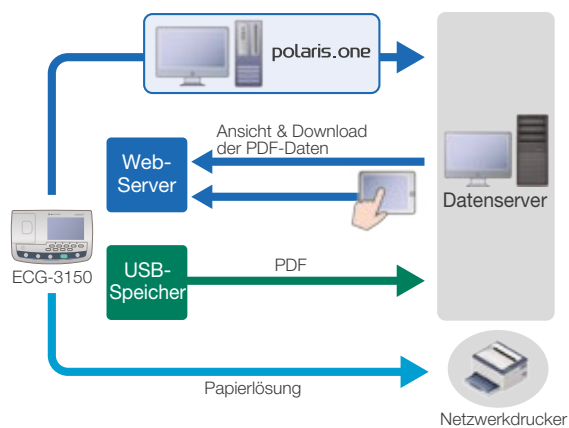 polaris.one
Ansicht & Download
der PDF-Daten
Web-
Server
Datenserver
ECG-3150
USB-
Speicher
PDF
Papierlösung
Netzwerkdrucker